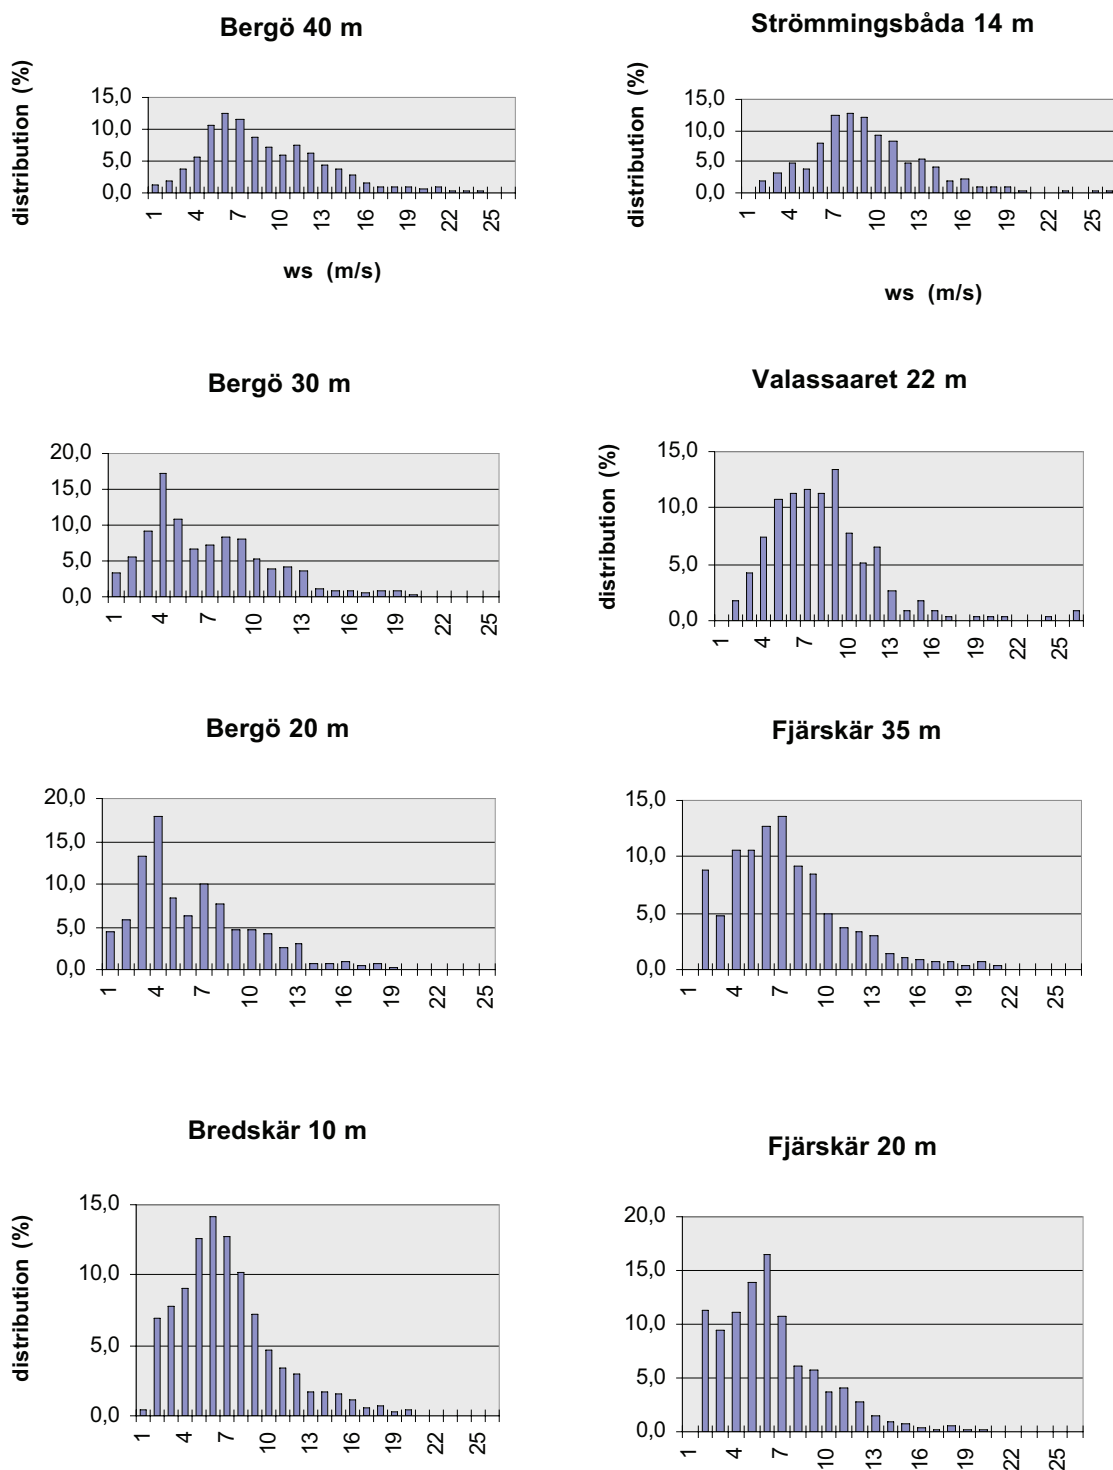 Bergö 40 m
distribution (%)
15,0
10,0
5,0
0,0
1 4 7 10 13 16 19 22 25
ws (m/s)
Strömmingsbåda 14 m
distribution (%)
15,0
10,0
5,0
0,0
1 4 7 10 13 16 19 22 25
ws (m/s)
Bergö 30 m
20,0
15,0
10,0
5,0
0,0
1 4 7 10 13 16 19 22 25
Valassaaret 22 m
distribution (%)
15,0
10,0
5,0
0,0
1 4 7 10 13 16 19 22 25
Bergö 20 m
20,0
15,0
10,0
5,0
0,0
1 4 7 10 13 16 19 22 25
Fjärskär 35 m
15,0
10,0
5,0
0,0
1 4 7 10 13 16 19 22 25
Bredskär 10 m
distribution (%)
15,0
10,0
5,0
0,0
1 4 7 10 13 16 19 22 25
Fjärskär 20 m
20,0
15,0
10,0
5,0
0,0
1 4 7 10 13 16 19 22 25